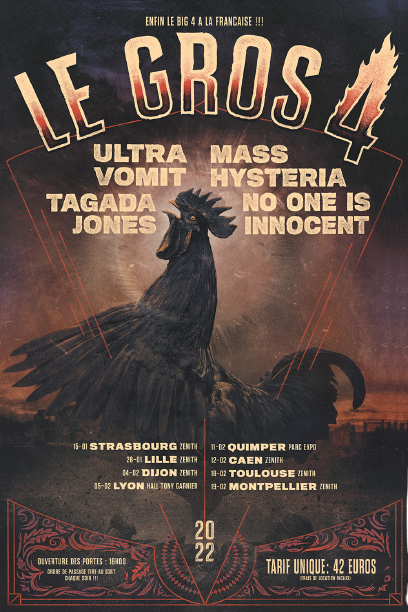 ENFIN LE BIG 4 A LA FRANCAISE !!!
LE GROS 4
ULTRA VOMIT
MASS HYSTERIA
TAGADA JONES
NO ONE IS INNOCENT
15-01 STRASBOURG ZENITH
28-01 LILLE ZENITH
04-02 DIJON ZENITH
05-02 LYON HALL TONY GARNIER
11-02 QUIMPER PARC EXPO
12-02 CAEN ZENITH
18-02 TOULOUSE ZENITH
19-02 MONTPELLIER ZENITH
20
22
OUVERTURE DES PORTES : 18H00
ORDRE DE PASSAGE TIRE AU SORT
CHAQUE SOIR !!!
TARIF UNIQUE: 42 EUROS
(FRAIS DE LOCATION INCLUS)